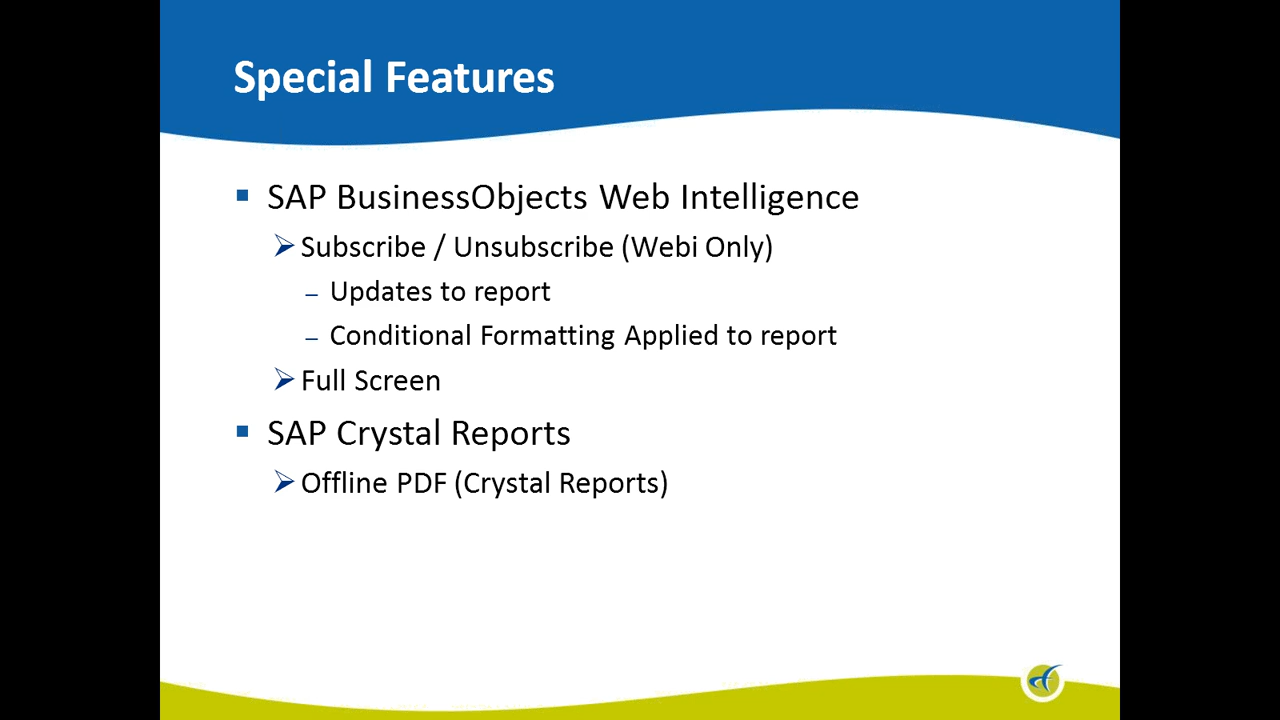 Special Features
SAP BusinessObjects Web Intelligence
Subscribe / Unsubscribe (Webi Only)
– Updates to report
– Conditional Formatting Applied to report
Full Screen
SAP Crystal Reports
Offline PDF (Crystal Reports)